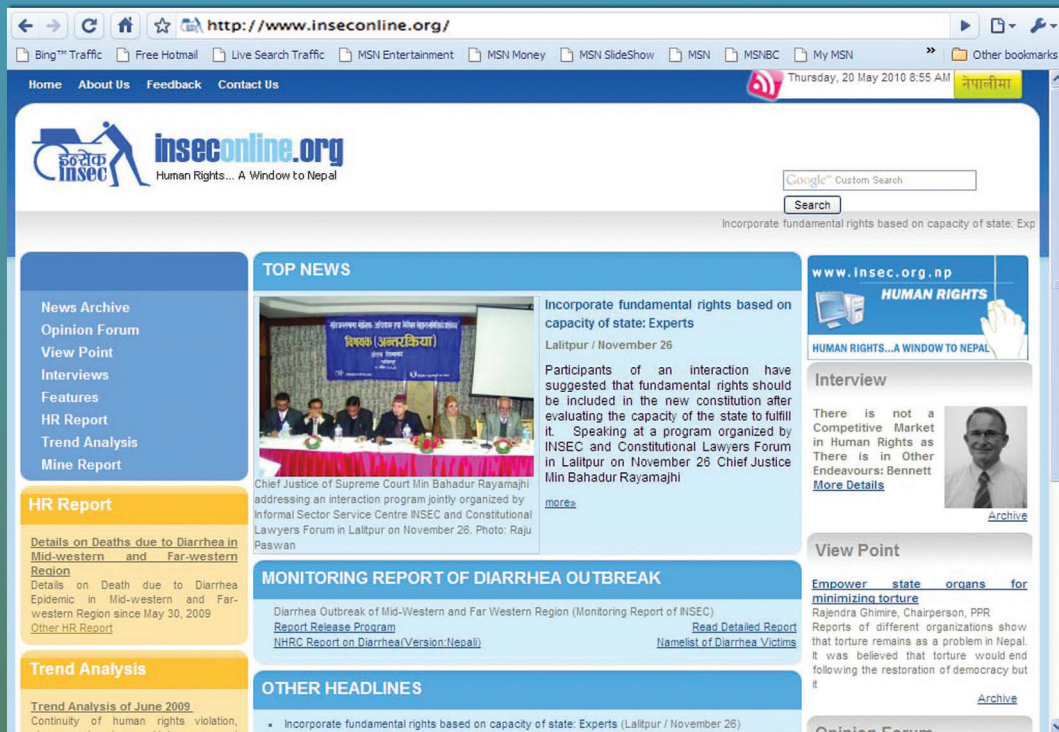 http://www.inseconline.org/
Bing™ Traffic Free Hotmail Live Search Traffic MSN Entertainment MSN Money MSN SlideShow MSN MSNBC My MSN » Other bookmarks
Home About Us Feedback Contact Us
Thursday, 20 May 2010 8:55 AM
नेपालीमा
इन्सेक
INSEC
inseconline.org
Human Rights... A Window to Nepal
Google™ Custom Search
Search
Incorporate fundamental rights based on capacity of state: Exp
News Archive
Opinion Forum
View Point
Interviews
Features
HR Report
Trend Analysis
Mine Report
HR Report
Details on Deaths due to Diarrhea in
Mid-western and Far-western
Region
Details on Death due to Diarrhea
Epidemic in Mid-western and Far-
western Region since May 30, 2009
Other HR Report
Trend Analysis
Trend Analysis of June 2009
Continuity of human rights violation,
TOP NEWS
विषयक (अन्तरक्रिया)
Chief Justice of Supreme Court Min Bahadur Rayamajhi
addressing an interaction program jointly organized by
Informal Sector Service Centre INSEC and Constitutional
Lawyers Forum in Lalitpur on November 26. Photo: Raju
Paswan
Incorporate fundamental rights based on
capacity of state: Experts
Lalitpur / November 26
Participants of an interaction have
suggested that fundamental rights should
be included in the new constitution after
evaluating the capacity of the state to fulfill
it. Speaking at a program organized by
INSEC and Constitutional Lawyers Forum
in Lalitpur on November 26 Chief Justice
Min Bahadur Rayamajhi
more»
MONITORING REPORT OF DIARRHEA OUTBREAK
Diarrhea Outbreak of Mid-Western and Far Western Region (Monitoring Report of INSEC)
Report Release Program Read Detailed Report
NHRC Report on Diarrhea(Version:Nepali) Namelist of Diarrhea Victims
OTHER HEADLINES
Incorporate fundamental rights based on capacity of state: Experts (Lalitpur / November 26)
www.insec.org.np
HUMAN RIGHTS
HUMAN RIGHTS...A WINDOW TO NEPAL
Interview
There is not a
Competitive Market
in Human Rights as
There is in Other
Endeavours: Bennett
More Details
Archive
View Point
Empower state organs for
minimizing torture
Rajendra Ghimire, Chairperson, PPR
Reports of different organizations show
that torture remains as a problem in Nepal.
It was believed that torture would end
following the restoration of democracy but
it
Archive
Opinion Forum